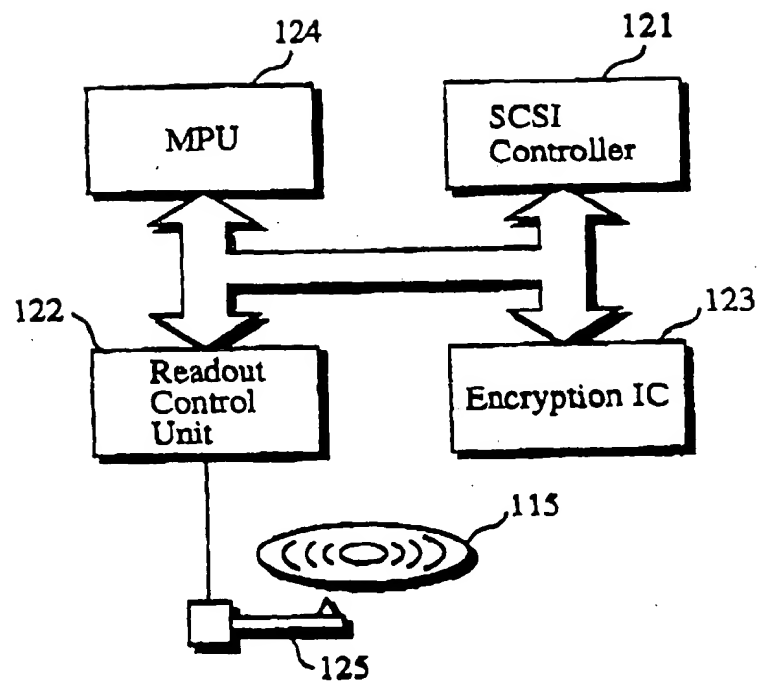 124
MPU
121
SCSI
Controller
122
Readout
Control
Unit
123
Encryption IC
115
125